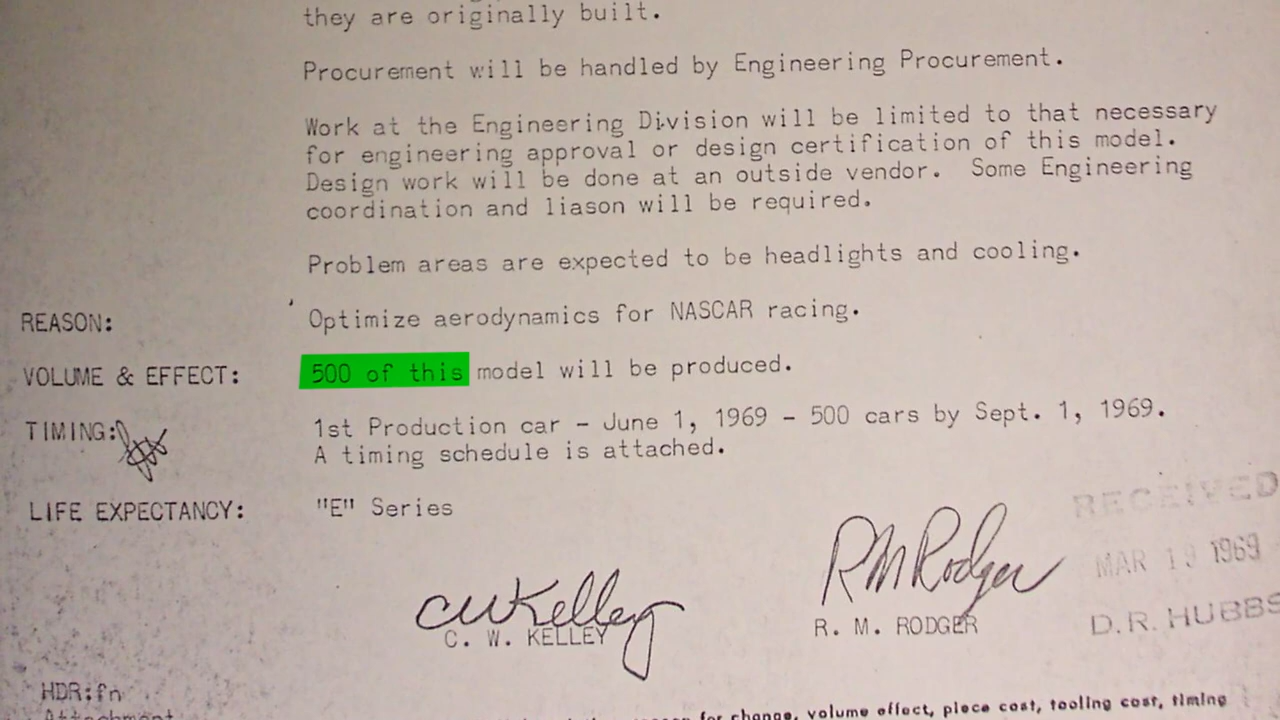 they are originally built.
Procurement will be handled by Engineering Procurement.
Work at the Engineering Division will be limited to that necessary
for engineering approval or design certification of this model.
Design work will be done at an outside vendor. Some Engineering
coordination and liason will be required.
Problem areas are expected to be headlights and cooling.
REASON: Optimize aerodynamics for NASCAR racing.
VOLUME & EFFECT: 500 of this model will be produced.
TIMING: 1st Production car - June 1, 1969 - 500 cars by Sept. 1, 1969.
A timing schedule is attached.
LIFE EXPECTANCY: "E" Series
RECEIVED
MAR 19 1969
D.R. HUBBS
CWKelley
RMRodger
C. W. KELLEY
R. M. RODGER
HDR:fn
Attachment
for change, volume effect, piece cost, tooling cost, timing